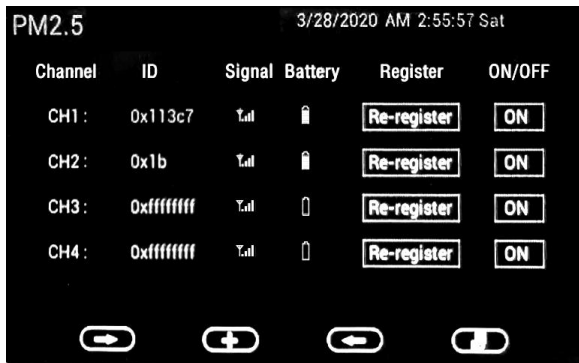 PM2.5 3/28/2020 AM 2:55:57 Sat
Channel ID Signal Battery Register ON/OFF
CH1 : 0x113c7 Re-register ON
CH2 : 0x1b Re-register ON
CH3 : 0xffffffff Re-register ON
CH4 : 0xffffffff Re-register ON